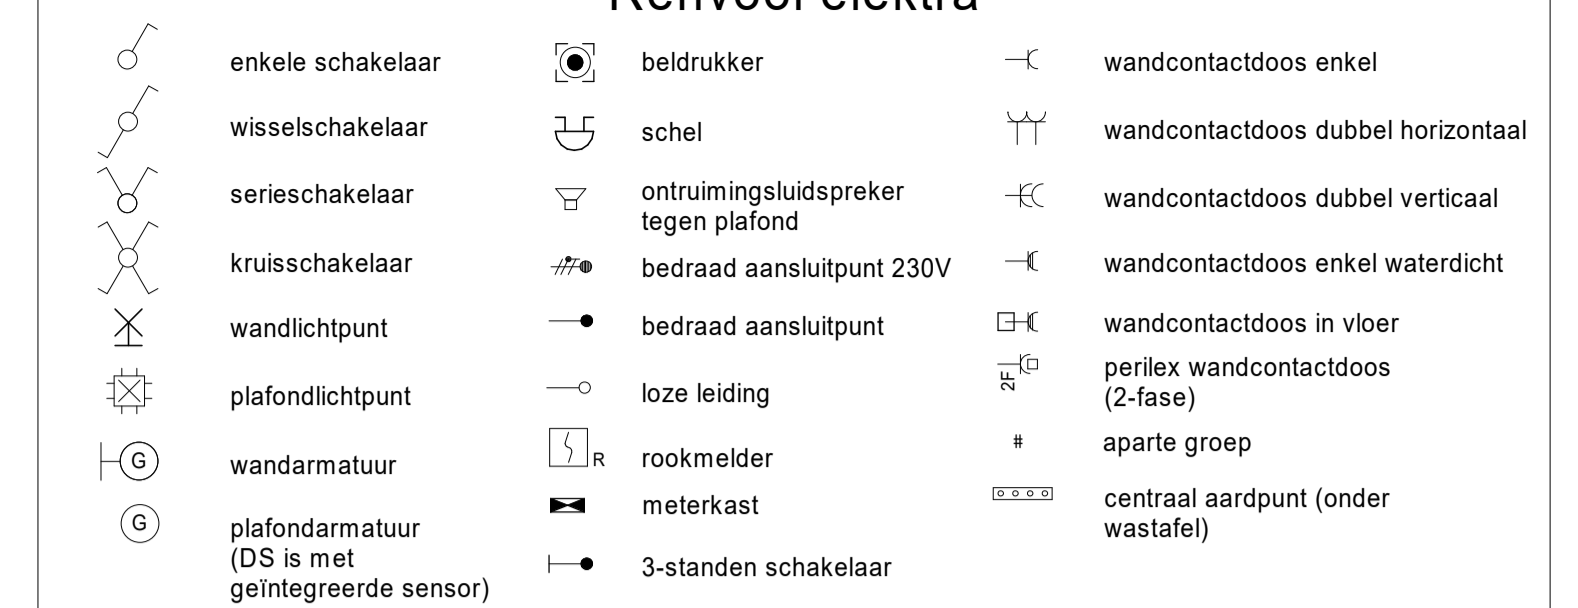 Renvooi elektra
enkele schakelaar
wisselschakelaar
serieschakelaar
kruisschakelaar
wandlichtpunt
plafondlichtpunt
G
wandarmatuur
G
plafondarmatuur
(DS is met
geïntegreerde sensor)
beldrukker
schel
ontruimingsluidspreker
tegen plafond
bedraad aansluitpunt 230V
bedraad aansluitpunt
loze leiding
R
rookmelder
meterkast
3-standen schakelaar
wandcontactdoos enkel
wandcontactdoos dubbel horizontaal
wandcontactdoos dubbel verticaal
wandcontactdoos enkel waterdicht
wandcontactdoos in vloer
2F
perilex wandcontactdoos
(2-fase)
#
aparte groep
centraal aardpunt (onder
wastafel)